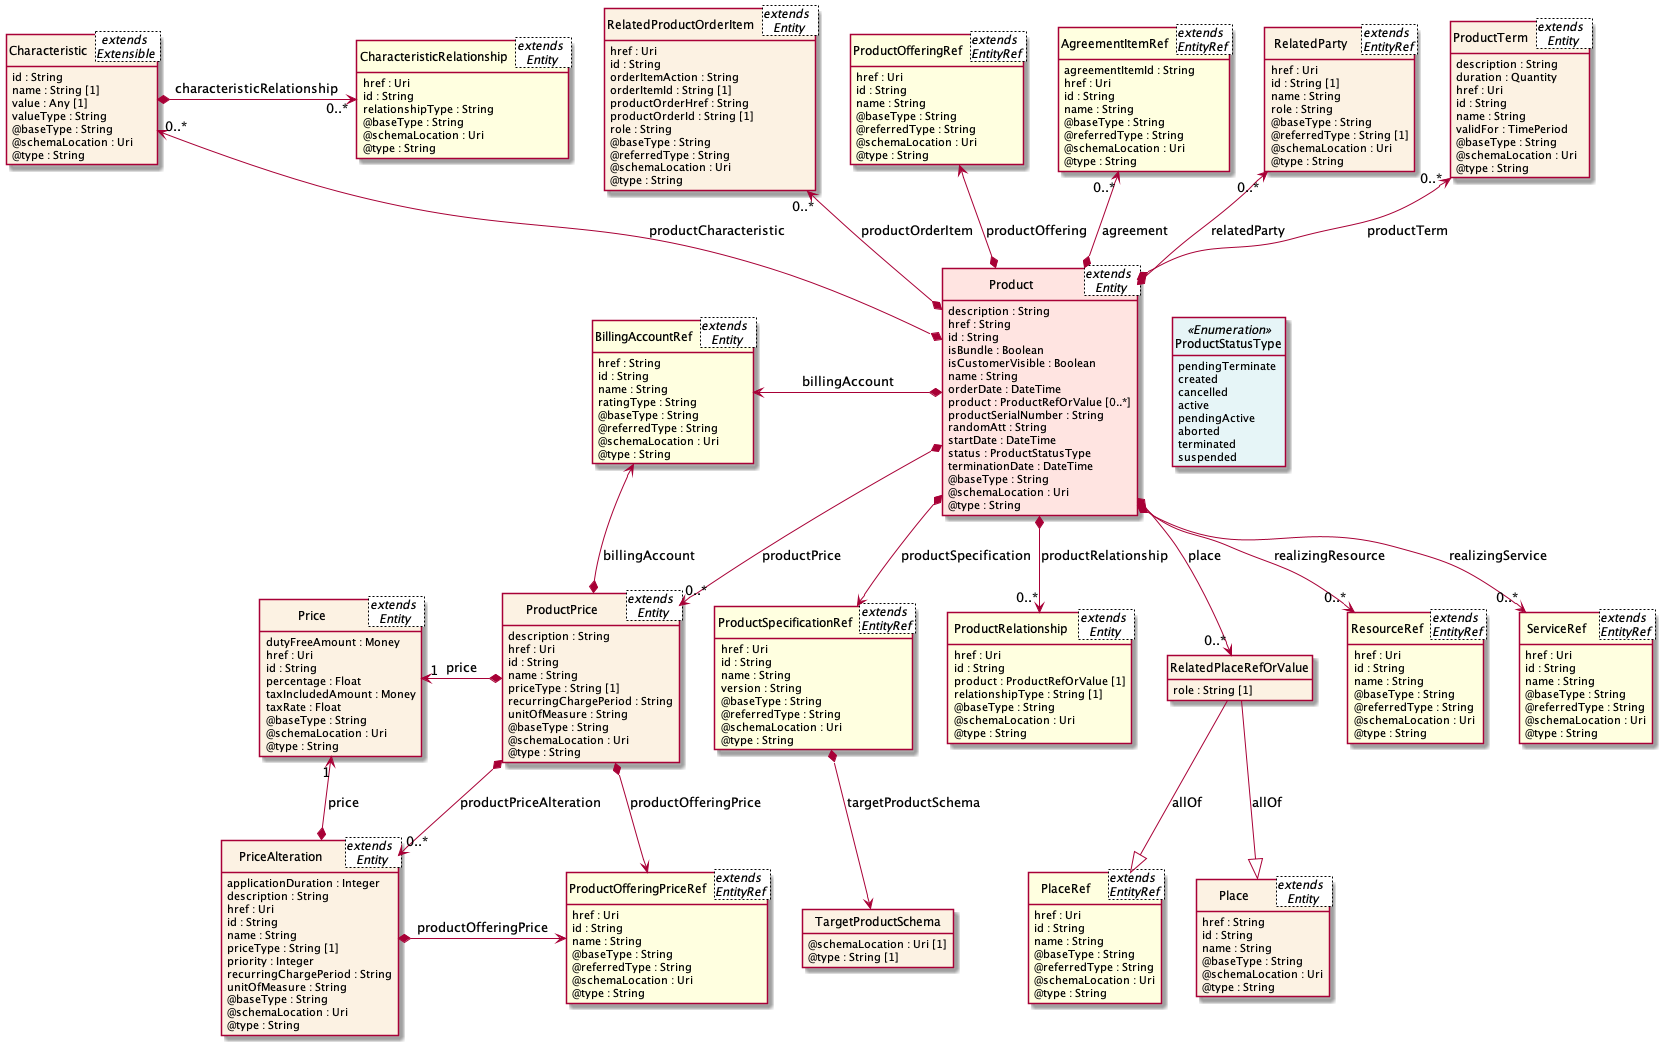 Characteristic
extends
Extensible
id : String
name : String [1]
value : Any [1]
valueType : String
@baseType : String
@schemaLocation : Uri
@type : String
characteristicRelationship
0..*
0..*
CharacteristicRelationship
extends
Entity
href : Uri
id : String
relationshipType : String
@baseType : String
@schemaLocation : Uri
@type : String
RelatedProductOrderItem
extends
Entity
href : Uri
id : String
orderItemAction : String
orderItemId : String [1]
productOrderHref : String
productOrderId : String [1]
role : String
@baseType : String
@referredType : String
@schemaLocation : Uri
@type : String
0..*
ProductOfferingRef
extends
EntityRef
href : Uri
id : String
name : String
@baseType : String
@referredType : String
@schemaLocation : Uri
@type : String
AgreementItemRef
extends
EntityRef
agreementItemId : String
href : Uri
id : String
name : String
@baseType : String
@referredType : String
@schemaLocation : Uri
@type : String
0..*
RelatedParty
extends
EntityRef
href : Uri
id : String [1]
name : String
role : String
@baseType : String
@referredType : String [1]
@schemaLocation : Uri
@type : String
0..*
ProductTerm
extends
Entity
description : String
duration : Quantity
href : Uri
id : String
name : String
validFor : TimePeriod
@baseType : String
@schemaLocation : Uri
@type : String
0..*
productCharacteristic
productOrderItem
productOffering
agreement
relatedParty
productTerm
Product
extends
Entity
description : String
href : String
id : String
isBundle : Boolean
isCustomerVisible : Boolean
name : String
orderDate : DateTime
product : ProductRefOrValue [0..*]
productSerialNumber : String
randomAtt : String
startDate : DateTime
status : ProductStatusType
terminationDate : DateTime
@baseType : String
@schemaLocation : Uri
@type : String
BillingAccountRef
extends
Entity
href : String
id : String
name : String
ratingType : String
@baseType : String
@referredType : String
@schemaLocation : Uri
@type : String
billingAccount
«Enumeration»
ProductStatusType
pendingTerminate
created
cancelled
active
pendingActive
aborted
terminated
suspended
billingAccount
productPrice
productSpecification
productRelationship
place
realizingResource
realizingService
0..*
0..*
0..*
0..*
0..*
Price
extends
Entity
dutyFreeAmount : Money
href : Uri
id : String
percentage : Float
taxIncludedAmount : Money
taxRate : Float
@baseType : String
@schemaLocation : Uri
@type : String
1
price
1
ProductPrice
extends
Entity
description : String
href : Uri
id : String
name : String
priceType : String [1]
recurringChargePeriod : String
unitOfMeasure : String
@baseType : String
@schemaLocation : Uri
@type : String
ProductSpecificationRef
extends
EntityRef
href : Uri
id : String
name : String
version : String
@baseType : String
@referredType : String
@schemaLocation : Uri
@type : String
ProductRelationship
extends
Entity
href : Uri
id : String
product : ProductRefOrValue [1]
relationshipType : String [1]
@baseType : String
@schemaLocation : Uri
@type : String
RelatedPlaceRefOrValue
role : String [1]
ResourceRef
extends
EntityRef
href : Uri
id : String
name : String
@baseType : String
@referredType : String
@schemaLocation : Uri
@type : String
ServiceRef
extends
EntityRef
href : Uri
id : String
name : String
@baseType : String
@referredType : String
@schemaLocation : Uri
@type : String
price
productPriceAlteration
productOfferingPrice
targetProductSchema
allOf
allOf
0..*
PriceAlteration
extends
Entity
applicationDuration : Integer
description : String
href : Uri
id : String
name : String
priceType : String [1]
priority : Integer
recurringChargePeriod : String
unitOfMeasure : String
@baseType : String
@schemaLocation : Uri
@type : String
productOfferingPrice
ProductOfferingPriceRef
extends
EntityRef
href : Uri
id : String
name : String
@baseType : String
@referredType : String
@schemaLocation : Uri
@type : String
TargetProductSchema
@schemaLocation : Uri [1]
@type : String [1]
PlaceRef
extends
EntityRef
href : Uri
id : String
name : String
@baseType : String
@referredType : String
@schemaLocation : Uri
@type : String
Place
extends
Entity
href : String
id : String
name : String
@baseType : String
@schemaLocation : Uri
@type : String